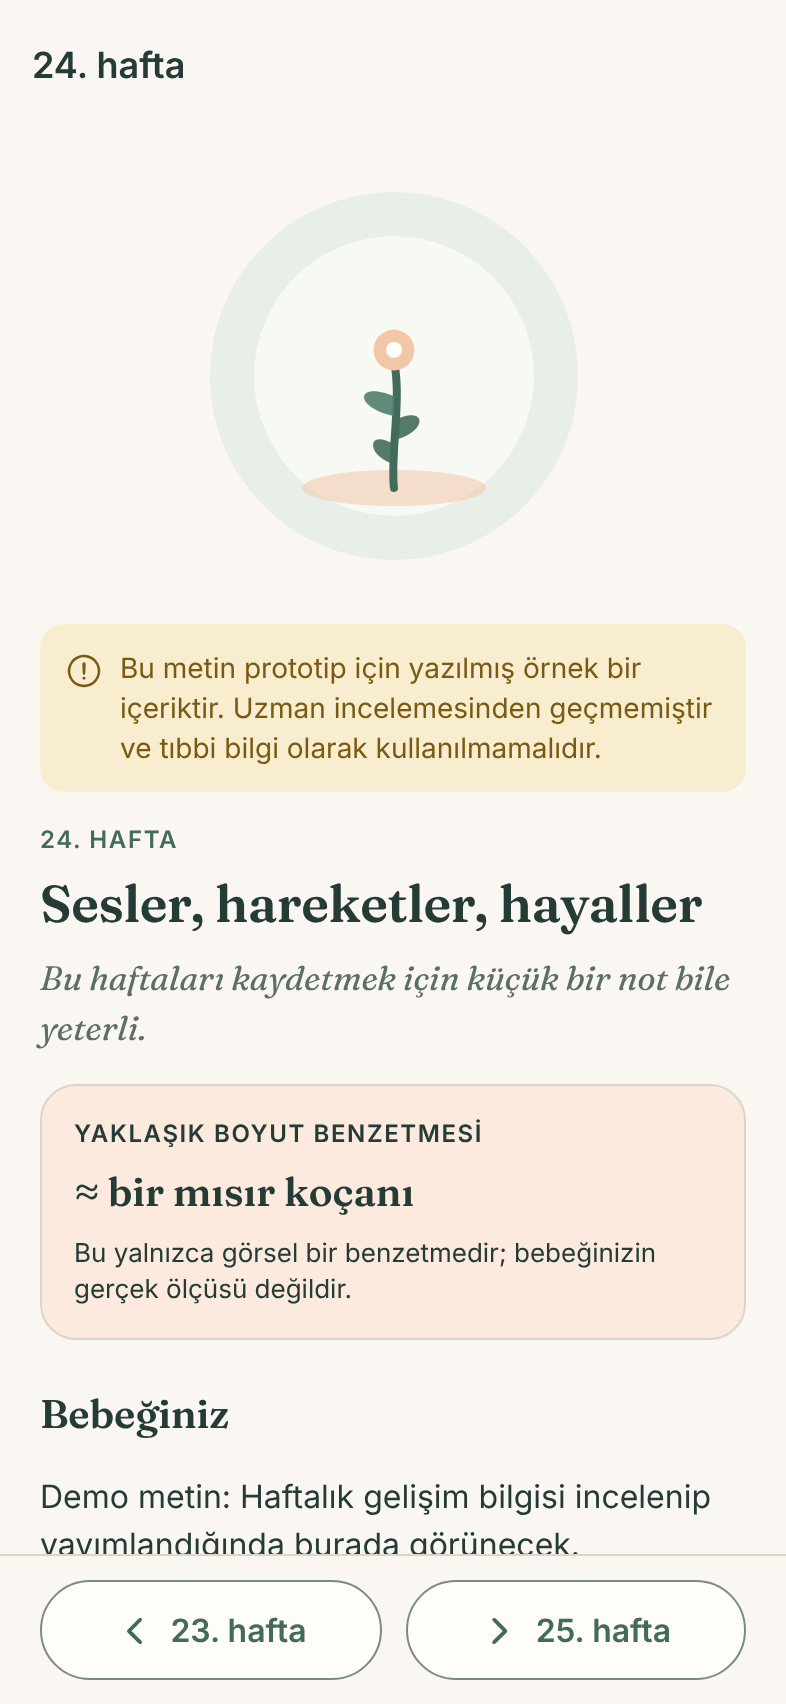 24. hafta
Bu metin prototip için yazılmış örnek bir
içeriktir. Uzman incelemesinden geçmemiştir
ve tıbbi bilgi olarak kullanılmamalıdır.
24. HAFTA
Sesler, hareketler, hayaller
Bu haftaları kaydetmek için küçük bir not bile
yeterli.
YAKLAŞIK BOYUT BENZETMESİ
≈ bir mısır koçanı
Bu yalnızca görsel bir benzetmedir; bebeğinizin
gerçek ölçüsü değildir.
Bebeğiniz
Demo metin: Haftalık gelişim bilgisi incelenip
yayımlandığında burada görünecek.
23. hafta
25. hafta